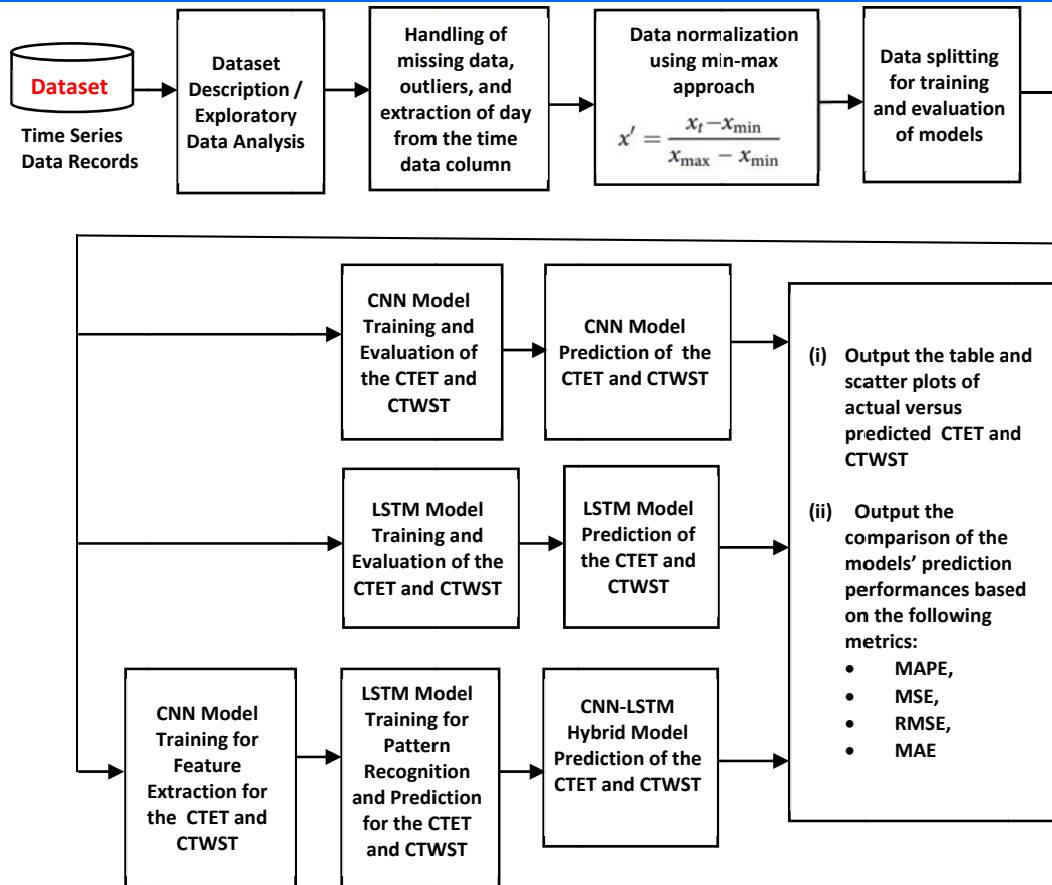 Dataset
Time Series
Data Records
Dataset
Description /
Exploratory
Data Analysis
Handling of
missing data,
outliers, and
extraction of day
from the time
data column
Data normalization
using min-max
approach
x′ = (x_t − x_min) / (x_max − x_min)
Data splitting
for training
and evaluation
of models
CNN Model
Training and
Evaluation of
the CTET and
CTWST
CNN Model
Prediction of the
CTET and CTWST
LSTM Model
Training and
Evaluation of the
CTET and CTWST
LSTM Model
Prediction of
the CTET and
CTWST
CNN Model
Training for
Feature
Extraction for
the CTET and
CTWST
LSTM Model
Training for
Pattern
Recognition
and Prediction
for the CTET
and CTWST
CNN-LSTM
Hybrid Model
Prediction of the
CTET and CTWST
(i) Output the table and
scatter plots of
actual versus
predicted CTET and
CTWST
(ii) Output the
comparison of the
models’ prediction
performances based
on the following
metrics:
• MAPE,
• MSE,
• RMSE,
• MAE